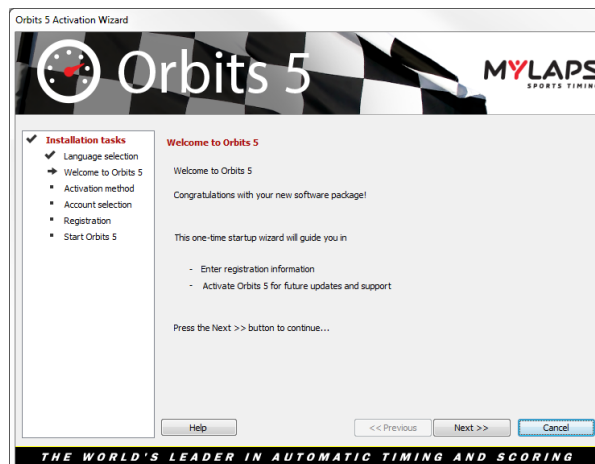 Orbits 5 Activation Wizard
Orbits 5
MYLAPS
SPORTS TIMING
Installation tasks
Language selection
Welcome to Orbits 5
Activation method
Account selection
Registration
Start Orbits 5
Welcome to Orbits 5
Welcome to Orbits 5
Congratulations with your new software package!
This one-time startup wizard will guide you in
- Enter registration information
- Activate Orbits 5 for future updates and support
Press the Next >> button to continue...
Help
<< Previous
Next >>
Cancel
THE WORLD'S LEADER IN AUTOMATIC TIMING AND SCORING